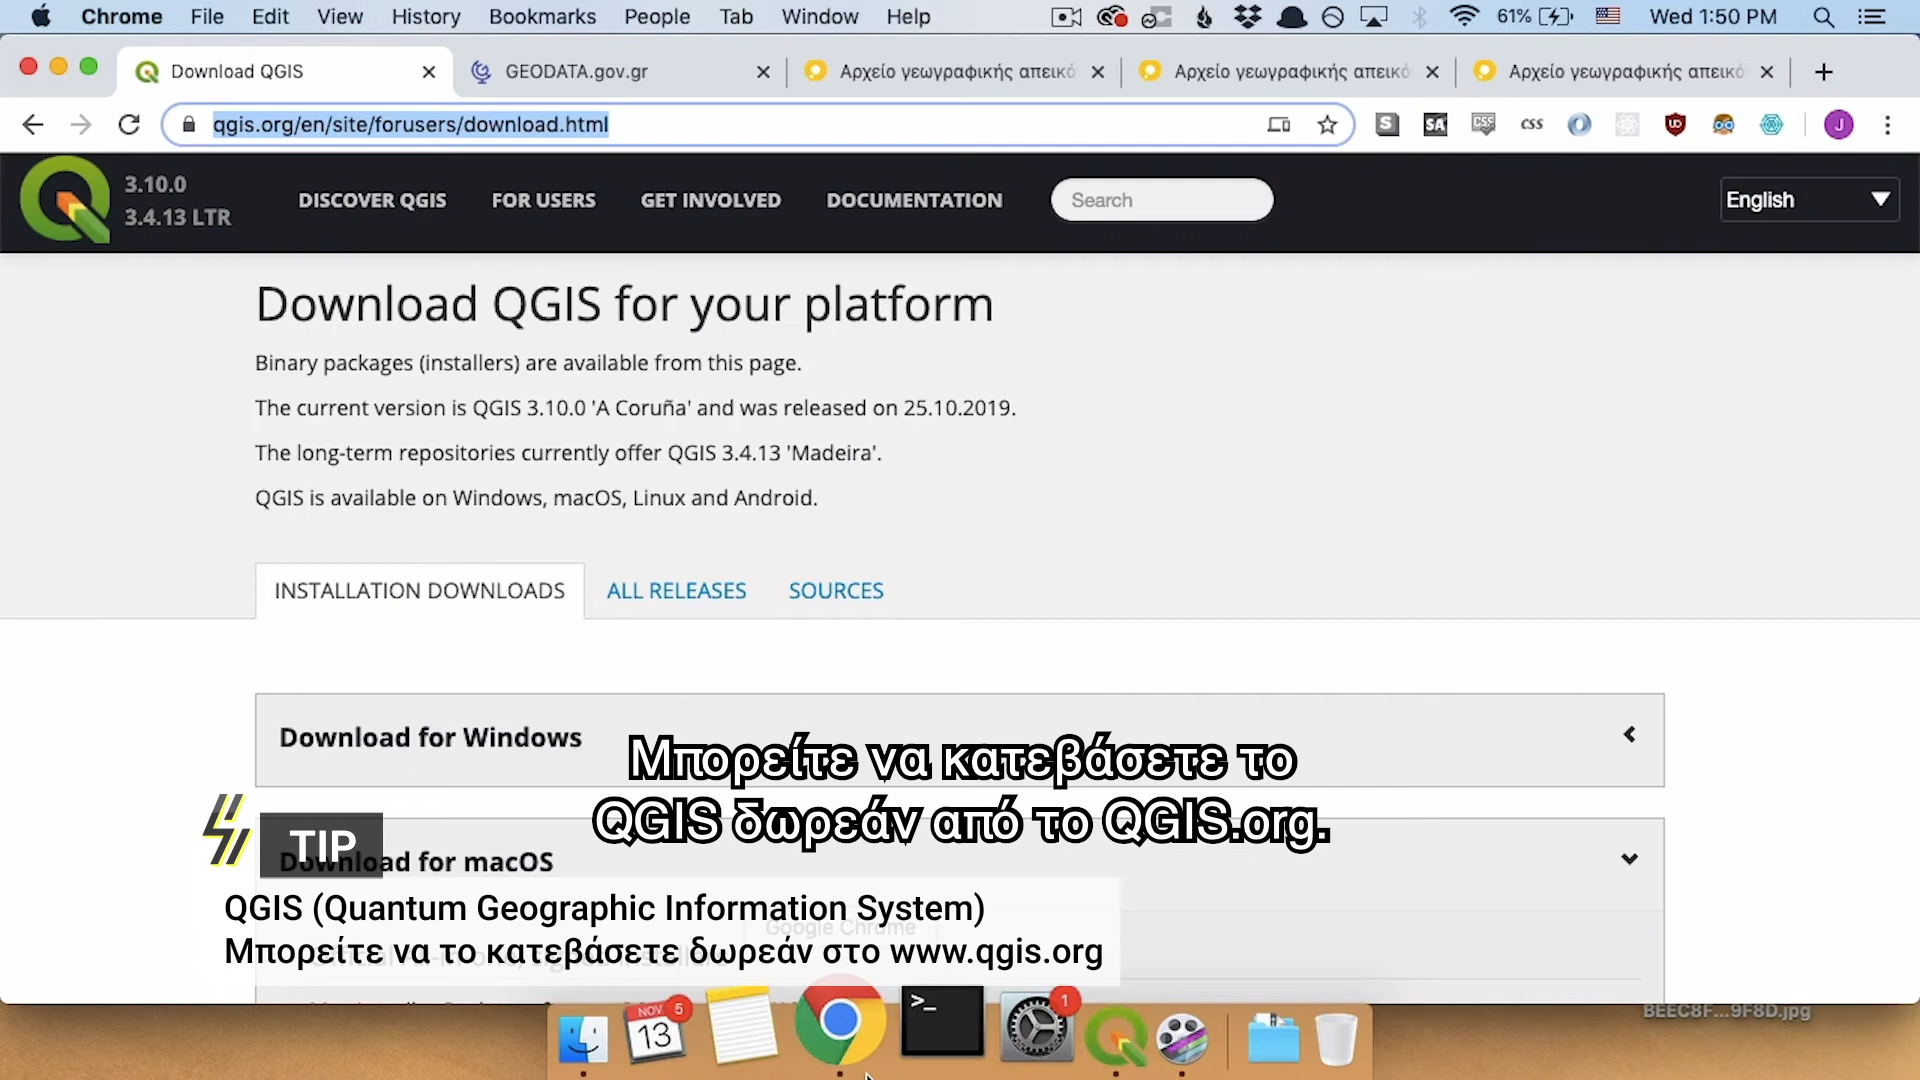 Chrome File Edit View History Bookmarks People Tab Window Help 61% Wed 1:50 PM
Download QGIS GEODATA.gov.gr Αρχείο γεωγραφικής απεικό Αρχείο γεωγραφικής απεικό Αρχείο γεωγραφικής απεικό
qgis.org/en/site/forusers/download.html S SA CSS CSS J
3.10.0
3.4.13 LTR
DISCOVER QGIS FOR USERS GET INVOLVED DOCUMENTATION Search English
Download QGIS for your platform
Binary packages (installers) are available from this page.
The current version is QGIS 3.10.0 'A Coruña' and was released on 25.10.2019.
The long-term repositories currently offer QGIS 3.4.13 'Madeira'.
QGIS is available on Windows, macOS, Linux and Android.
INSTALLATION DOWNLOADS ALL RELEASES SOURCES
Download for Windows
Μπορείτε να κατεβάσετε το
QGIS δωρεάν από το QGIS.org.
TIP
Download for macOS
QGIS (Quantum Geographic Information System)
Google Chrome
Μπορείτε να το κατεβάσετε δωρεάν στο www.qgis.org
NOV 5
13
1
BEEC8F...9F8D.jpg